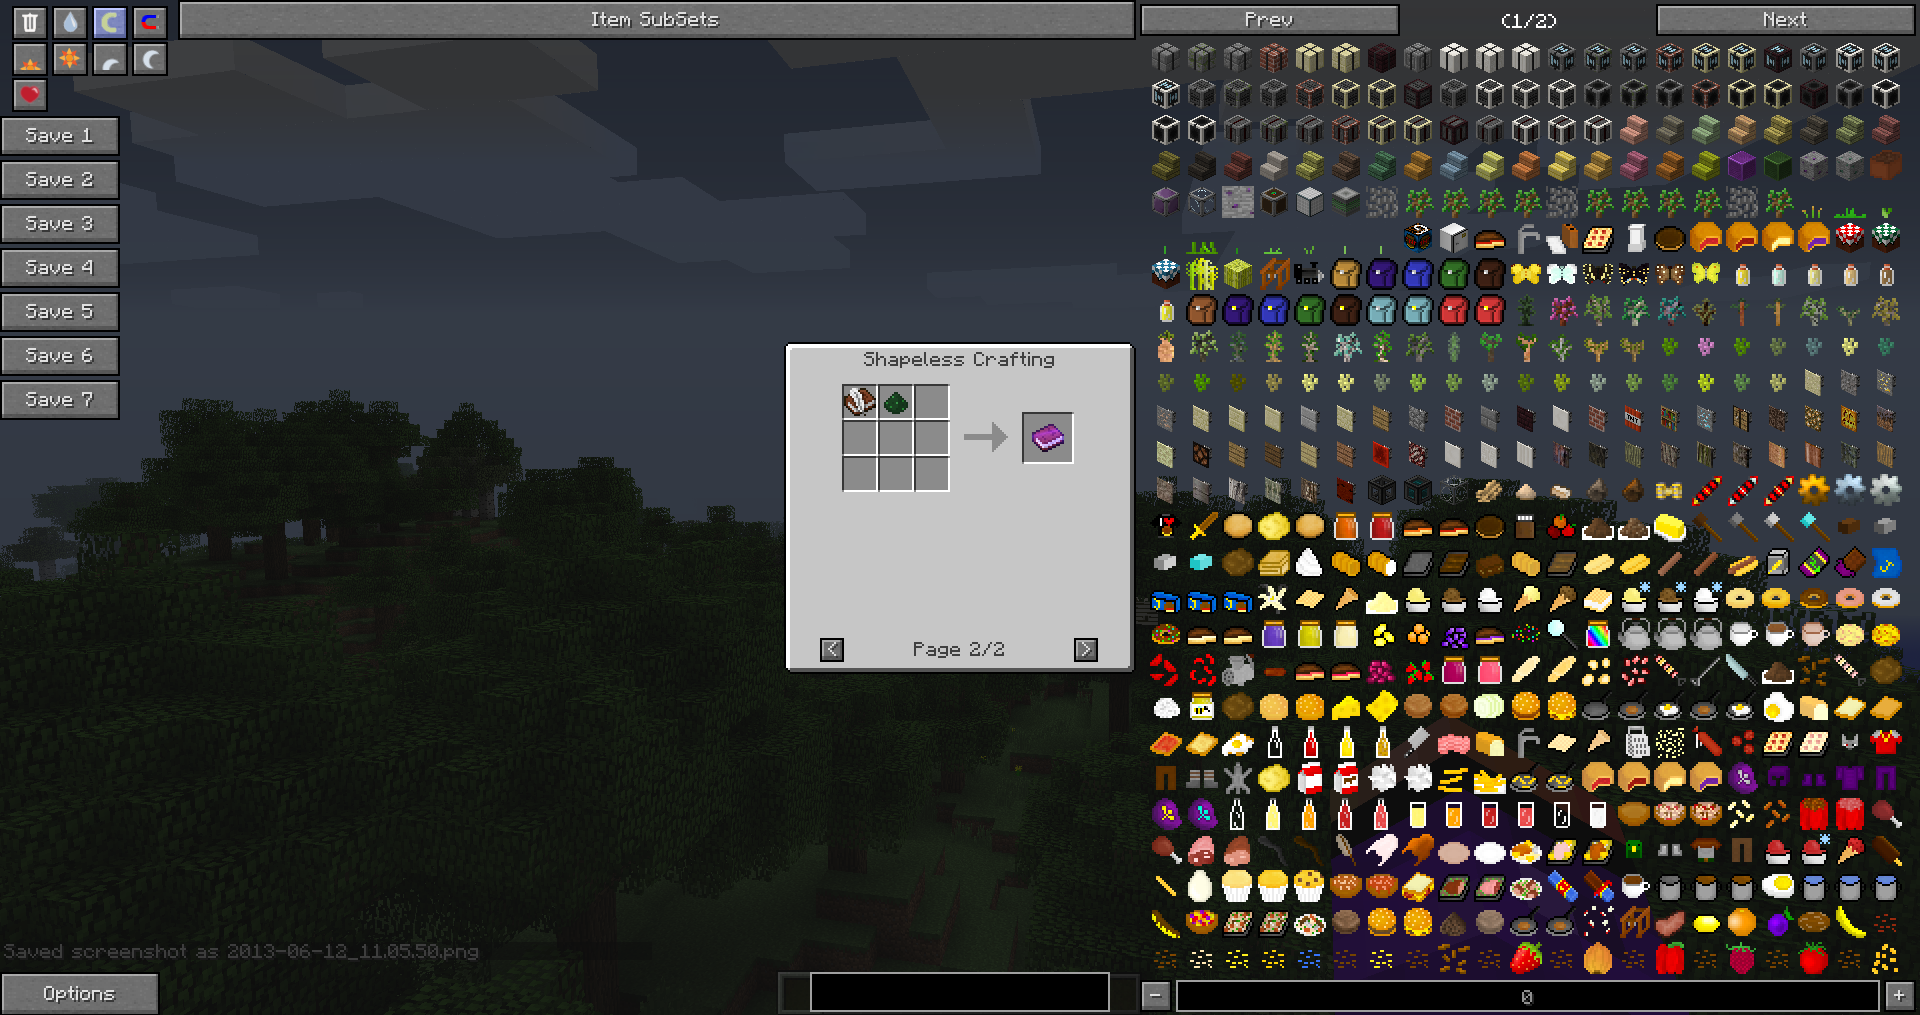 Item SubSets
Prev
(1/2)
Next
Save 1
Save 2
Save 3
Save 4
Save 5
Save 6
Save 7
Shapeless Crafting
<
Page 2/2
>
Saved screenshot as 2013-06-12_11.05.50.png
Options
-
0
+